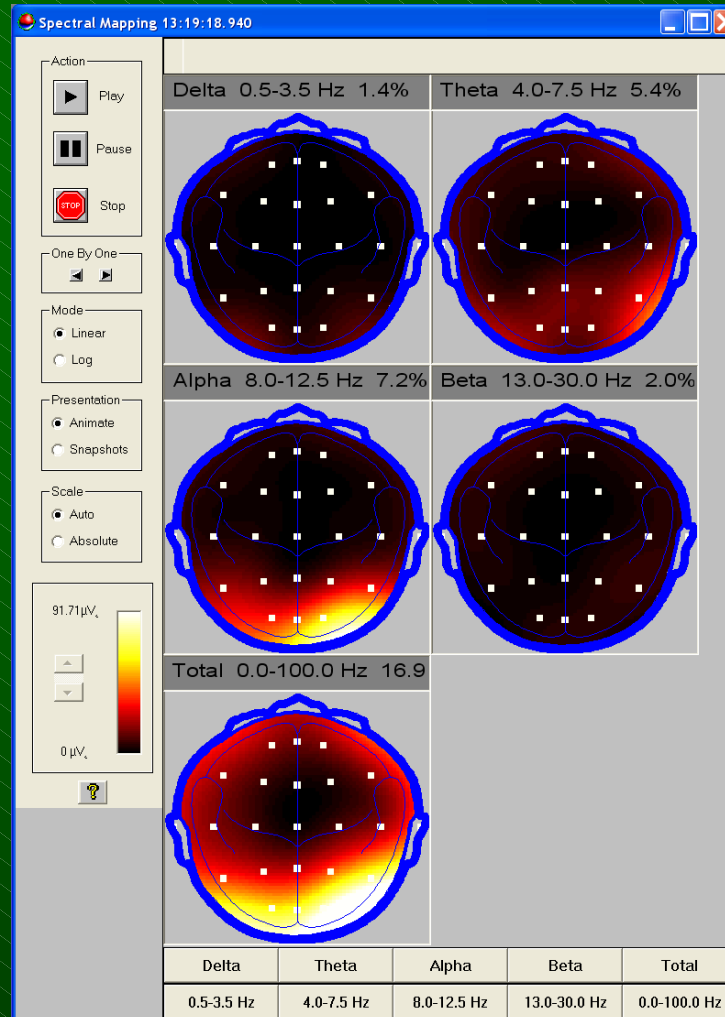 Spectral Mapping 13:19:18.940
Action
Play
Pause
STOP
Stop
One By One
Mode
Linear
Log
Presentation
Animate
Snapshots
Scale
Auto
Absolute
91.71µV
0 µV
?
Delta 0.5-3.5 Hz 1.4%
Theta 4.0-7.5 Hz 5.4%
Alpha 8.0-12.5 Hz 7.2%
Beta 13.0-30.0 Hz 2.0%
Total 0.0-100.0 Hz 16.9
Delta Theta Alpha Beta Total
0.5-3.5 Hz 4.0-7.5 Hz 8.0-12.5 Hz 13.0-30.0 Hz 0.0-100.0 Hz